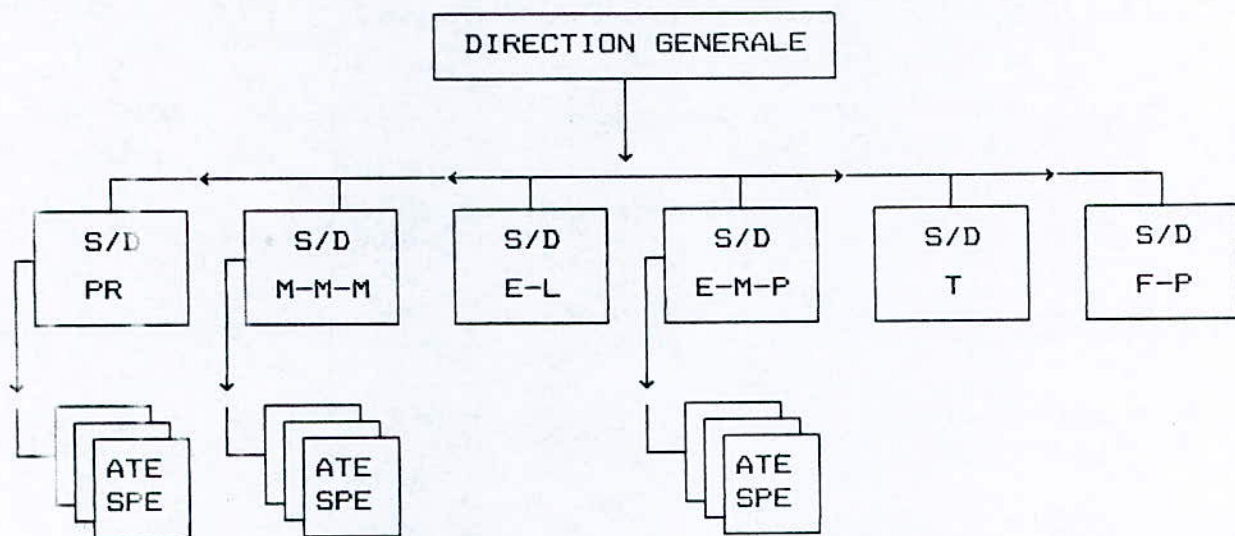 DIRECTION GENERALE
S/D
PR
S/D
M-M-M
S/D
E-L
S/D
E-M-P
S/D
T
S/D
F-P
ATE
SPE
ATE
SPE
ATE
SPE